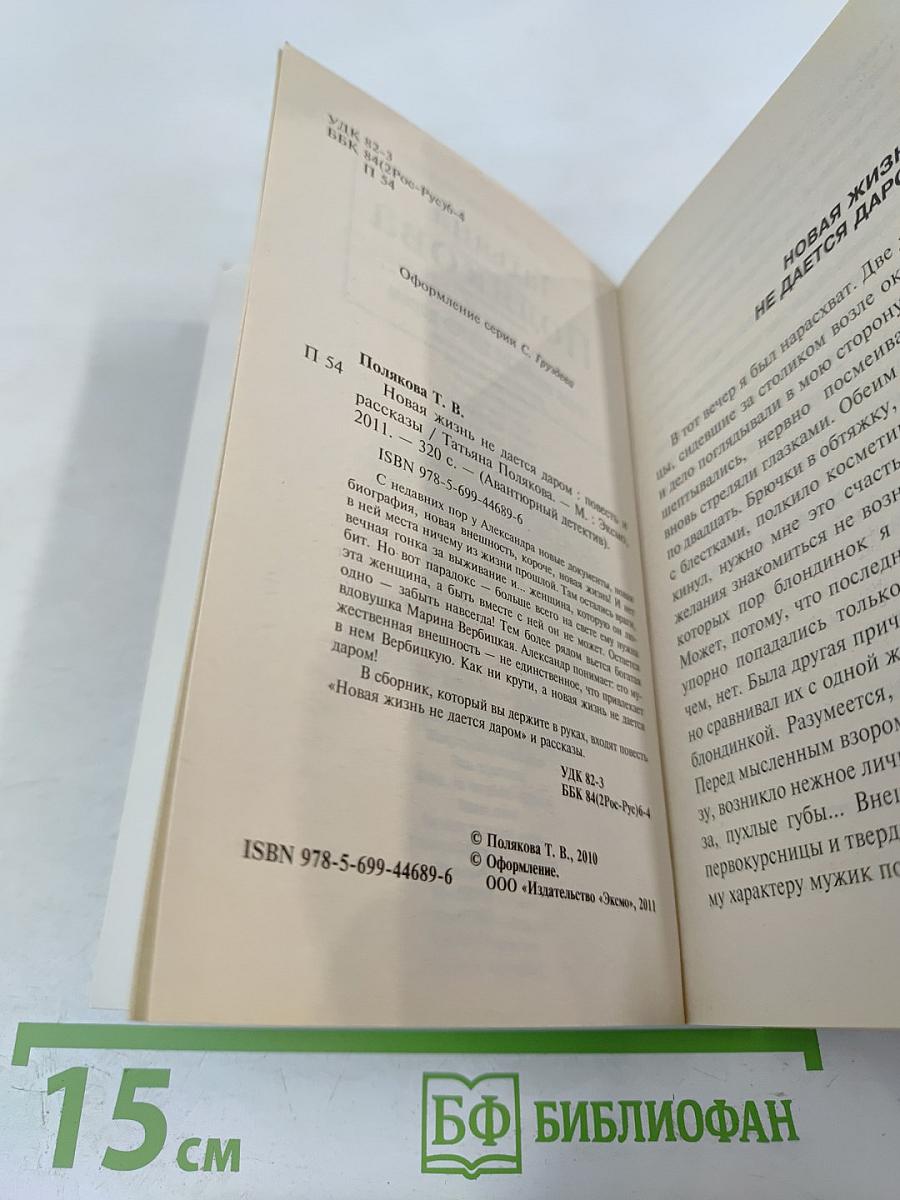 УДК 82-3
ББК 84(2Рос-Рус)6-4
П 54
Оформление серии С. Груздева
Полякова Т. В.
П 54 Новая жизнь не дается даром : повесть и
рассказы / Татьяна Полякова. — М. : Эксмо,
2011. — 320 с. — (Авантюрный детектив).
ISBN 978-5-699-44689-6
С недавних пор у Александра новые документы, новая
биография, новая внешность, короче, новая жизнь! И нет
в ней места ничему из жизни прошлой. Там остались враги,
вечная гонка за выживание и... женщина, которую он лю-
бит. Но вот парадокс — больше всего на свете ему нужна
эта женщина, а быть вместе с ней он не может. Остается
одно — забыть навсегда! Тем более рядом вьется богатая
вдовушка Марина Вербицкая. Александр понимает: его му-
жественная внешность — не единственное, что привлекает
в нем Вербицкую. Как ни крути, а новая жизнь не дается
даром!
В сборник, который вы держите в руках, входят повесть
«Новая жизнь не дается даром» и рассказы.
УДК 82-3
ББК 84(2Рос-Рус)6-4
© Полякова Т. В., 2010
© Оформление.
ООО «Издательство «Эксмо», 2011
ISBN 978-5-699-44689-6
НОВАЯ ЖИЗН
НЕ ДАЕТСЯ ДАРО
В тот вечер я был нарасхват. Две
цы, сидевшие за столиком возле ок
и дело поглядывали в мою сторону
шептывались, нервно посмеива
вновь стреляли глазками. Обеим
по двадцать. Брючки в обтяжку,
с блестками, полкило космети
кинул, нужно мне это счасть
желания знакомиться не возн
которых пор блондинок я
Может, потому, что последн
упорно попадались только
чем, нет. Была другая прич
но сравнивал их с одной ж
блондинкой. Разумеется,
Перед мысленным взором
зу, возникло нежное личи
за, пухлые губы... Внеш
первокурсницы и тверд
му характеру мужик по
15 см
БФ БИБЛИОФАН